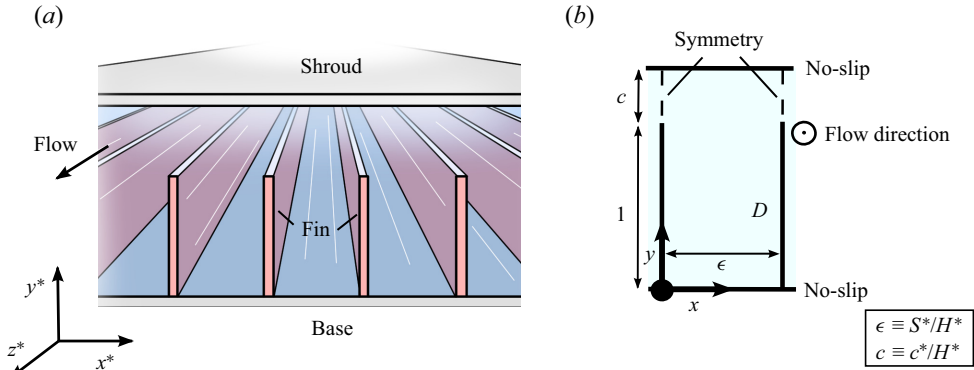 (a)
Shroud
Flow
Fin
Base
y*
z*
x*
(b)
Symmetry
No-slip
c
Flow direction
1
D
y
ϵ
x
No-slip
ϵ ≡ S*/H*
c ≡ c*/H*